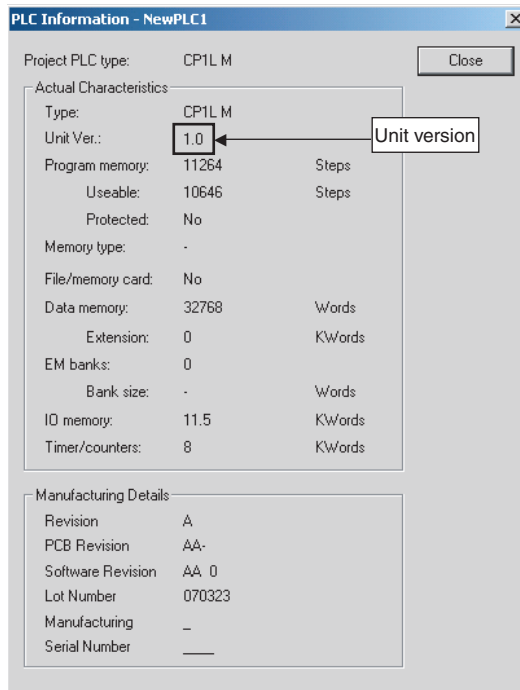 PLC Information - NewPLC1
Project PLC type: CP1L M Close
Actual Characteristics
Type: CP1L M
Unit Ver.: 1.0 Unit version
Program memory: 11264 Steps
Useable: 10646 Steps
Protected: No
Memory type: -
File/memory card: No
Data memory: 32768 Words
Extension: 0 KWords
EM banks: 0
Bank size: - Words
IO memory: 11.5 KWords
Timer/counters: 8 KWords
Manufacturing Details
Revision A
PCB Revision AA-
Software Revision AA 0
Lot Number 070323
Manufacturing _
Serial Number ____